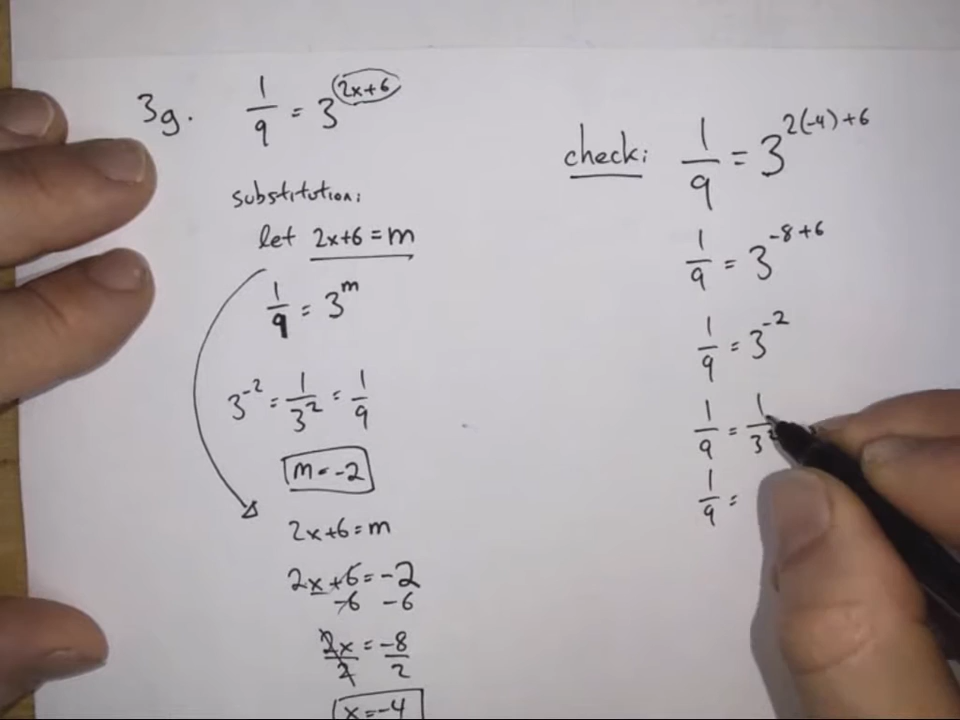 3g. 1/9 = 3^(2x+6)
substitution:
let 2x+6 = m
1/9 = 3^m
3^-2 = 1/3^2 = 1/9
m = -2
2x+6 = m
2x+6 = -2
-6 -6
2x/2 = -8/2
x = -4
check: 1/9 = 3^(2(-4)+6)
1/9 = 3^(-8+6)
1/9 = 3^-2
1/9 = 1/3^2
1/9 =